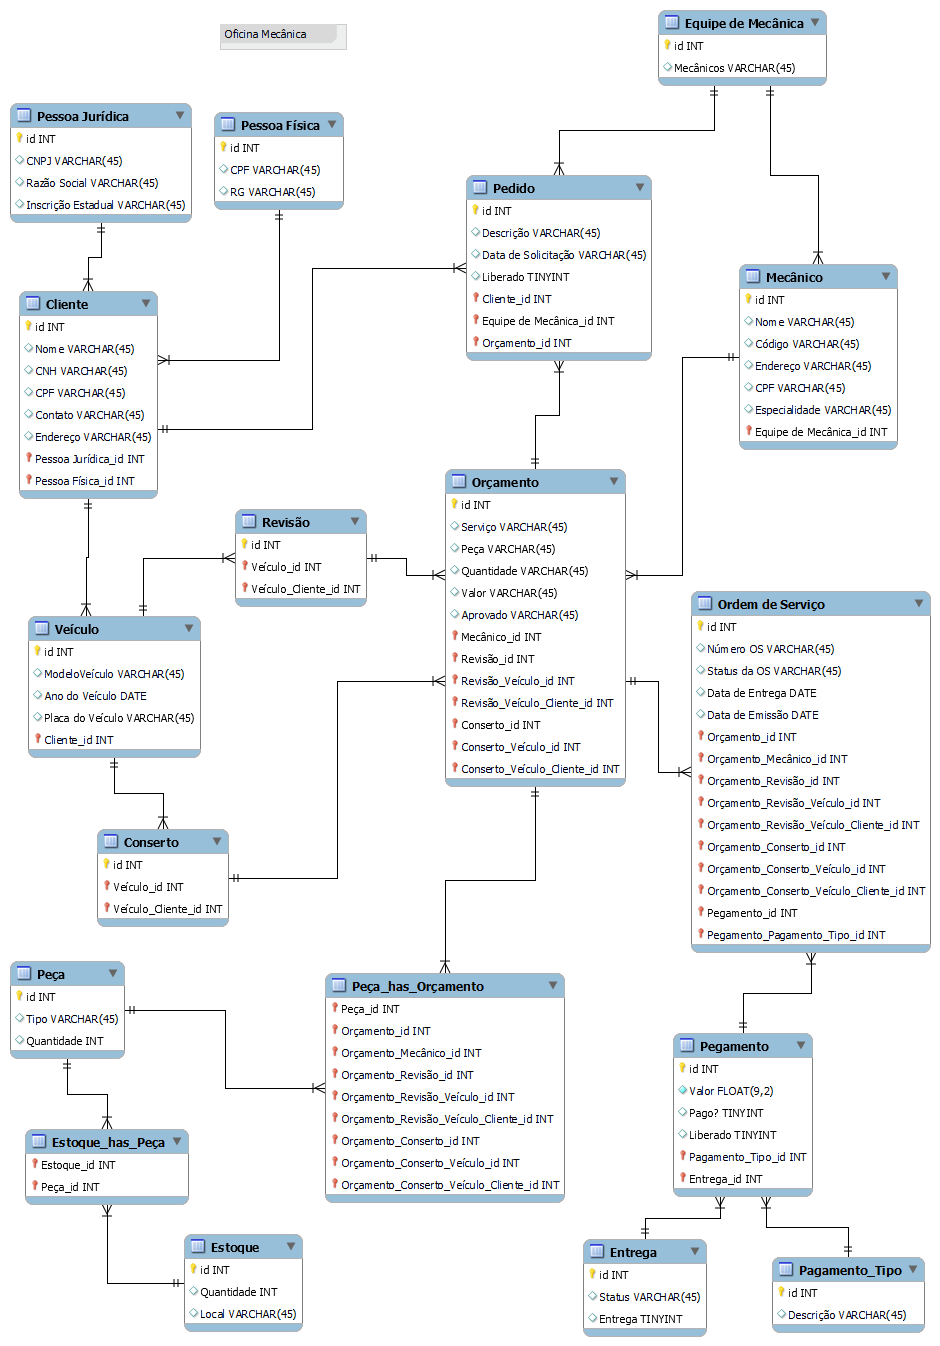 Oficina Mecânica
Equipe de Mecânica
id INT
Mecânicos VARCHAR(45)
Pessoa Jurídica
id INT
CNPJ VARCHAR(45)
Razão Social VARCHAR(45)
Inscrição Estadual VARCHAR(45)
Pessoa Física
id INT
CPF VARCHAR(45)
RG VARCHAR(45)
Pedido
id INT
Descrição VARCHAR(45)
Data de Solicitação VARCHAR(45)
Liberado TINYINT
Cliente_id INT
Equipe de Mecânica_id INT
Orçamento_id INT
Mecânico
id INT
Nome VARCHAR(45)
Código VARCHAR(45)
Endereço VARCHAR(45)
CPF VARCHAR(45)
Especialidade VARCHAR(45)
Equipe de Mecânica_id INT
Cliente
id INT
Nome VARCHAR(45)
CNH VARCHAR(45)
CPF VARCHAR(45)
Contato VARCHAR(45)
Endereço VARCHAR(45)
Pessoa Jurídica_id INT
Pessoa Física_id INT
Revisão
id INT
Veículo_id INT
Veículo_Cliente_id INT
Orçamento
id INT
Serviço VARCHAR(45)
Peça VARCHAR(45)
Quantidade VARCHAR(45)
Valor VARCHAR(45)
Aprovado VARCHAR(45)
Mecânico_id INT
Revisão_id INT
Revisão_Veículo_id INT
Revisão_Veículo_Cliente_id INT
Conserto_id INT
Conserto_Veículo_id INT
Conserto_Veículo_Cliente_id INT
Ordem de Serviço
id INT
Número OS VARCHAR(45)
Status da OS VARCHAR(45)
Data de Entrega DATE
Data de Emissão DATE
Orçamento_id INT
Orçamento_Mecânico_id INT
Orçamento_Revisão_id INT
Orçamento_Revisão_Veículo_id INT
Orçamento_Revisão_Veículo_Cliente_id INT
Orçamento_Conserto_id INT
Orçamento_Conserto_Veículo_id INT
Orçamento_Conserto_Veículo_Cliente_id INT
Pegamento_id INT
Pegamento_Pagamento_Tipo_id INT
Veículo
id INT
ModeloVeículo VARCHAR(45)
Ano do Veículo DATE
Placa do Veículo VARCHAR(45)
Cliente_id INT
Conserto
id INT
Veículo_id INT
Veículo_Cliente_id INT
Peça
id INT
Tipo VARCHAR(45)
Quantidade INT
Peça_has_Orçamento
Peça_id INT
Orçamento_id INT
Orçamento_Mecânico_id INT
Orçamento_Revisão_id INT
Orçamento_Revisão_Veículo_id INT
Orçamento_Revisão_Veículo_Cliente_id INT
Orçamento_Conserto_id INT
Orçamento_Conserto_Veículo_id INT
Orçamento_Conserto_Veículo_Cliente_id INT
Pegamento
id INT
Valor FLOAT(9,2)
Pago? TINYINT
Liberado TINYINT
Pagamento_Tipo_id INT
Entrega_id INT
Estoque_has_Peça
Estoque_id INT
Peça_id INT
Estoque
id INT
Quantidade INT
Local VARCHAR(45)
Entrega
id INT
Status VARCHAR(45)
Entrega TINYINT
Pagamento_Tipo
id INT
Descrição VARCHAR(45)